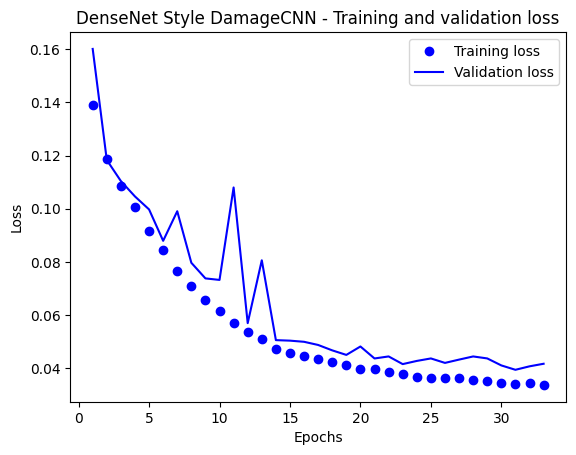 DenseNet Style DamageCNN - Training and validation loss
Training loss
Validation loss
0.16
0.14
0.12
0.10
0.08
0.06
0.04
Loss
0
5
10
15
20
25
30
Epochs